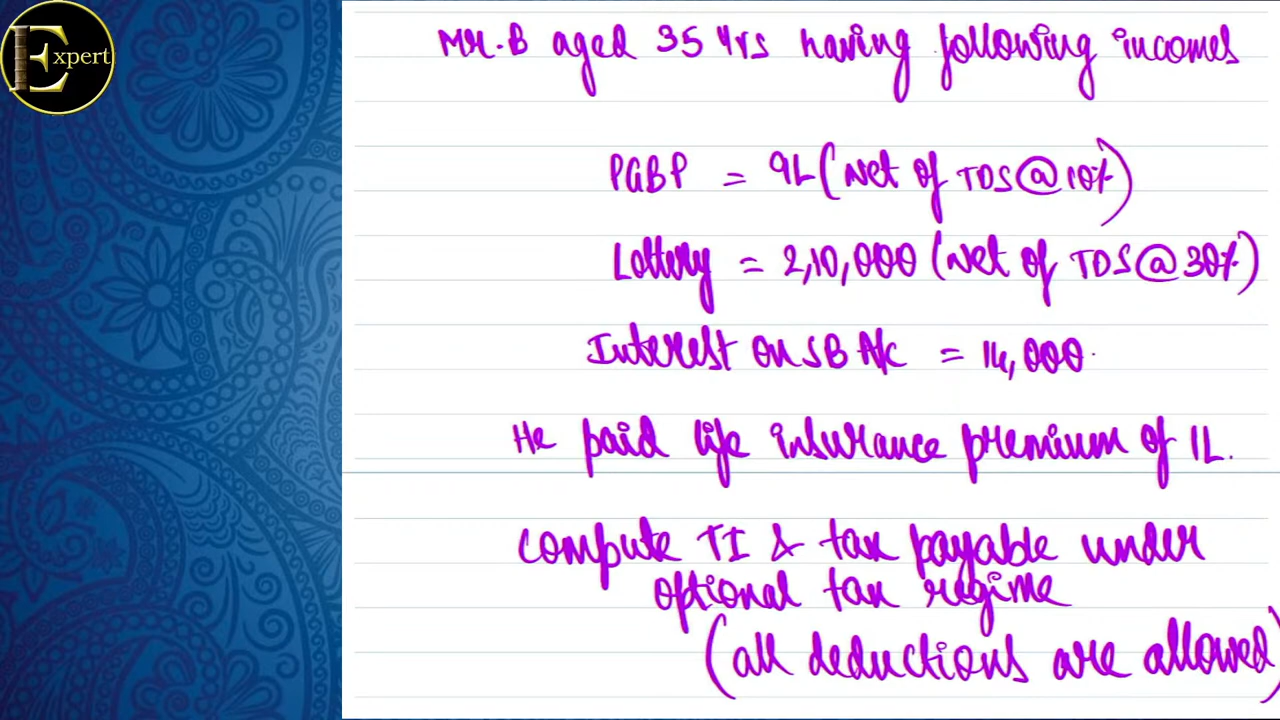 Expert
Mr.B aged 35 Yrs having following incomes
PGBP = 9L (Net of TDS @ 10%)
Lottery = 2,10,000 (Net of TDS @ 30%)
Interest on SB A/c = 14,000.
He paid life insurance premium of 1L.
compute TI & tax payable under
optional tax regime
(all deductions are allowed)